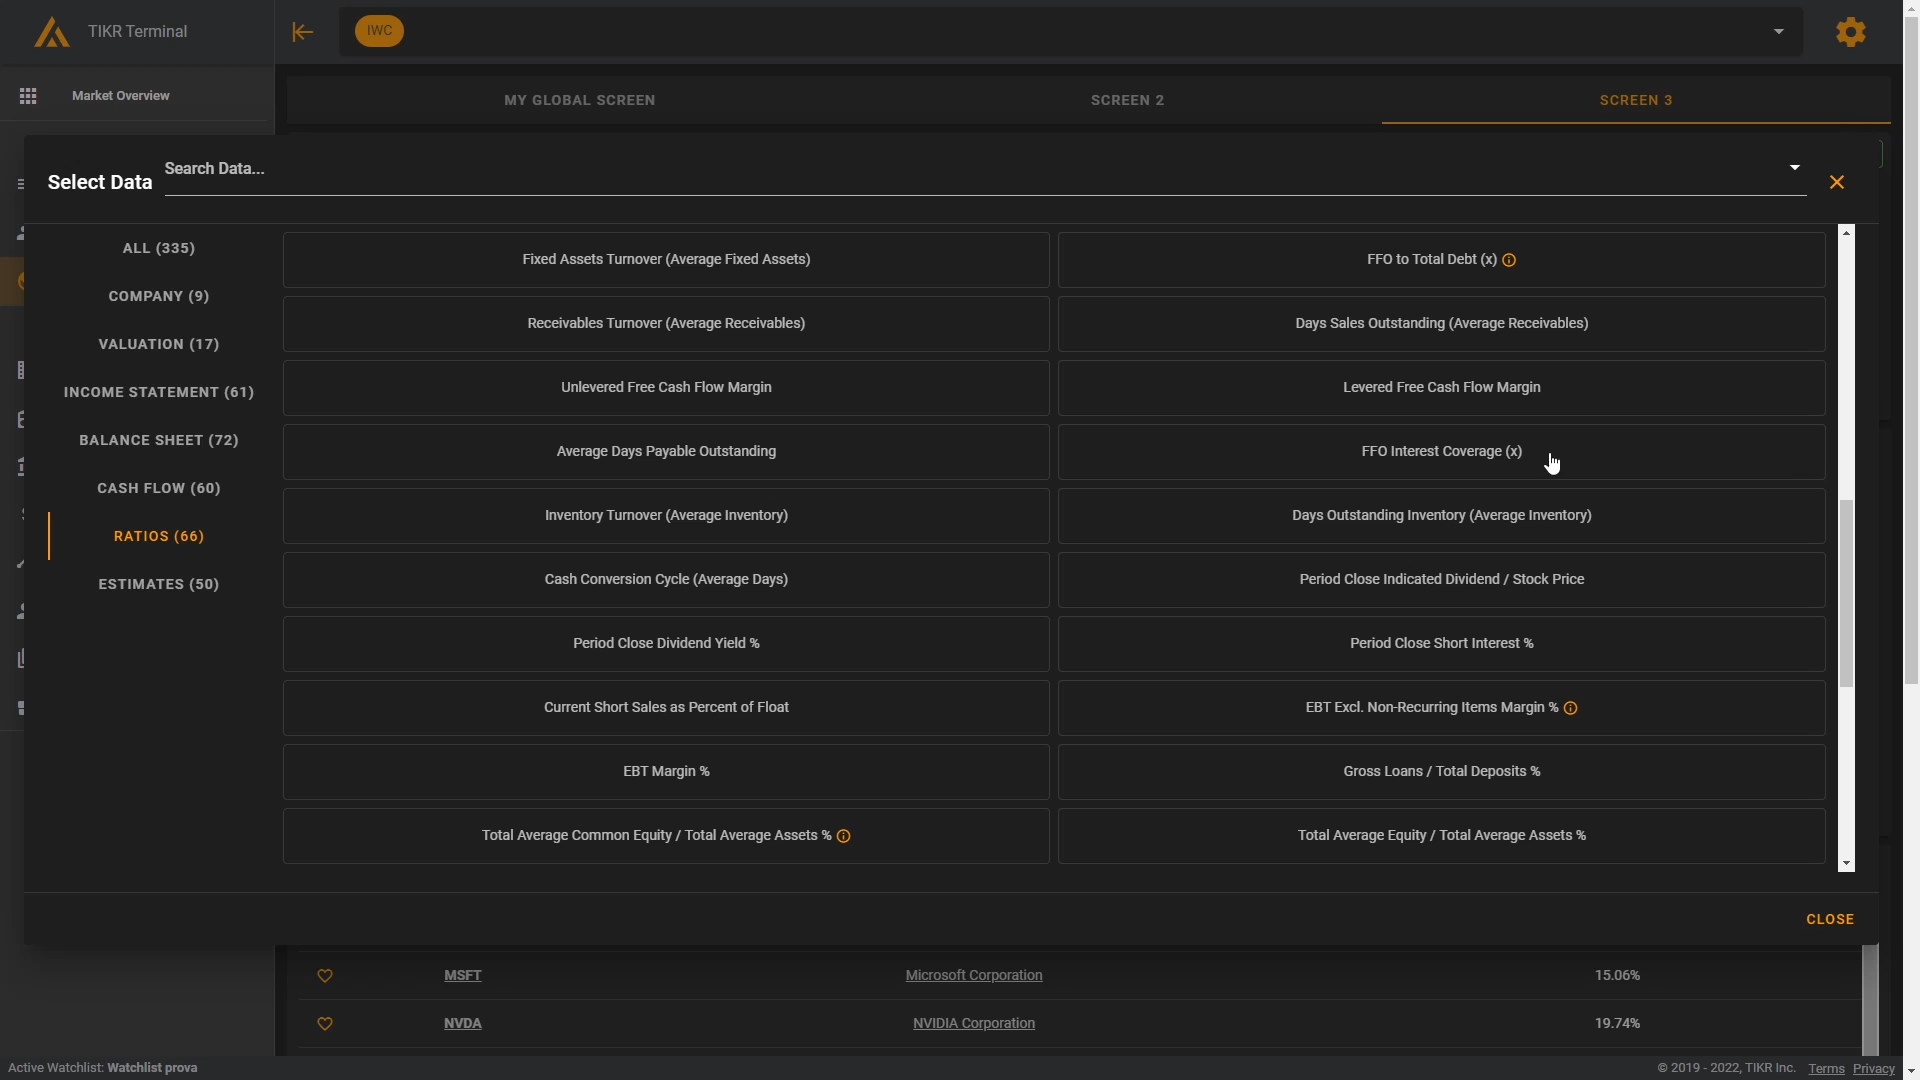 TIKR Terminal
IWC
Market Overview
MY GLOBAL SCREEN
SCREEN 2
SCREEN 3
Select Data
Search Data...
ALL (335)
COMPANY (9)
VALUATION (17)
INCOME STATEMENT (61)
BALANCE SHEET (72)
CASH FLOW (60)
RATIOS (66)
ESTIMATES (50)
Fixed Assets Turnover (Average Fixed Assets)
FFO to Total Debt (x)
Receivables Turnover (Average Receivables)
Days Sales Outstanding (Average Receivables)
Unlevered Free Cash Flow Margin
Levered Free Cash Flow Margin
Average Days Payable Outstanding
FFO Interest Coverage (x)
Inventory Turnover (Average Inventory)
Days Outstanding Inventory (Average Inventory)
Cash Conversion Cycle (Average Days)
Period Close Indicated Dividend / Stock Price
Period Close Dividend Yield %
Period Close Short Interest %
Current Short Sales as Percent of Float
EBT Excl. Non-Recurring Items Margin %
EBT Margin %
Gross Loans / Total Deposits %
Total Average Common Equity / Total Average Assets %
Total Average Equity / Total Average Assets %
CLOSE
MSFT
Microsoft Corporation
15.06%
NVDA
NVIDIA Corporation
19.74%
Active Watchlist: Watchlist prova
© 2019 - 2022, TIKR Inc. Terms Privacy